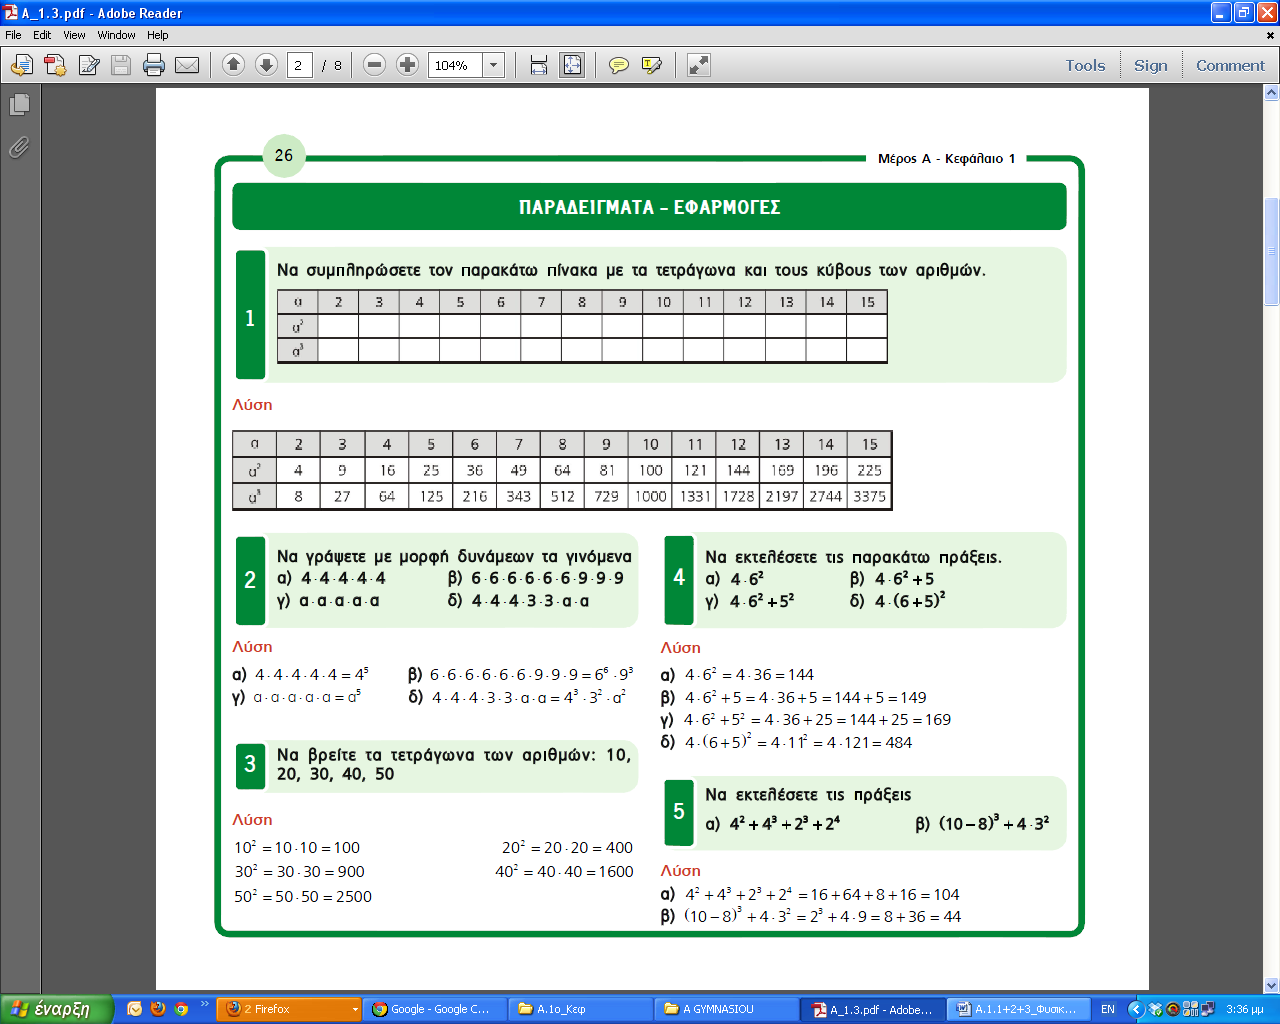 A_1.3.pdf - Adobe Reader
File Edit View Window Help
2 / 8 104% Tools Sign Comment
26
Μέρος Α - Κεφάλαιο 1
ΠΑΡΑΔΕΙΓΜΑΤΑ – ΕΦΑΡΜΟΓΕΣ
1
Να συμπληρώσετε τον παρακάτω πίνακα με τα τετράγωνα και τους κύβους των αριθμών.
α 2 3 4 5 6 7 8 9 10 11 12 13 14 15
α²
α³
Λύση
α 2 3 4 5 6 7 8 9 10 11 12 13 14 15
α² 4 9 16 25 36 49 64 81 100 121 144 169 196 225
α³ 8 27 64 125 216 343 512 729 1000 1331 1728 2197 2744 3375
2
Να γράψετε με μορφή δυνάμεων τα γινόμενα
α) 4·4·4·4·4 β) 6·6·6·6·6·6·9·9·9
γ) α·α·α·α·α δ) 4·4·4·3·3·α·α
Λύση
α) 4·4·4·4·4 = 4⁵ β) 6·6·6·6·6·6·9·9·9 = 6⁶·9³
γ) α·α·α·α·α = α⁵ δ) 4·4·4·3·3·α·α = 4³·3²·α²
3
Να βρείτε τα τετράγωνα των αριθμών: 10,
20, 30, 40, 50
Λύση
10² = 10·10 = 100 20² = 20·20 = 400
30² = 30·30 = 900 40² = 40·40 = 1600
50² = 50·50 = 2500
4
Να εκτελέσετε τις παρακάτω πράξεις.
α) 4·6² β) 4·6²+5
γ) 4·6²+5² δ) 4·(6+5)²
Λύση
α) 4·6² = 4·36 = 144
β) 4·6²+5 = 4·36+5 = 144+5 = 149
γ) 4·6²+5² = 4·36+25 = 144+25 = 169
δ) 4·(6+5)² = 4·11² = 4·121 = 484
5
Να εκτελέσετε τις πράξεις
α) 4²+4³+2³+2⁴ β) (10–8)³+4·3²
Λύση
α) 4²+4³+2³+2⁴ = 16+64+8+16 = 104
β) (10–8)³+4·3² = 2³+4·9 = 8+36 = 44
έναρξη 2 Firefox Google - Google C... Α.1ο_Κεφ A GYMNASIOU A_1.3.pdf - Adobe... Α.1.1+2+3_Φυσικ... EN 3:36 μμ